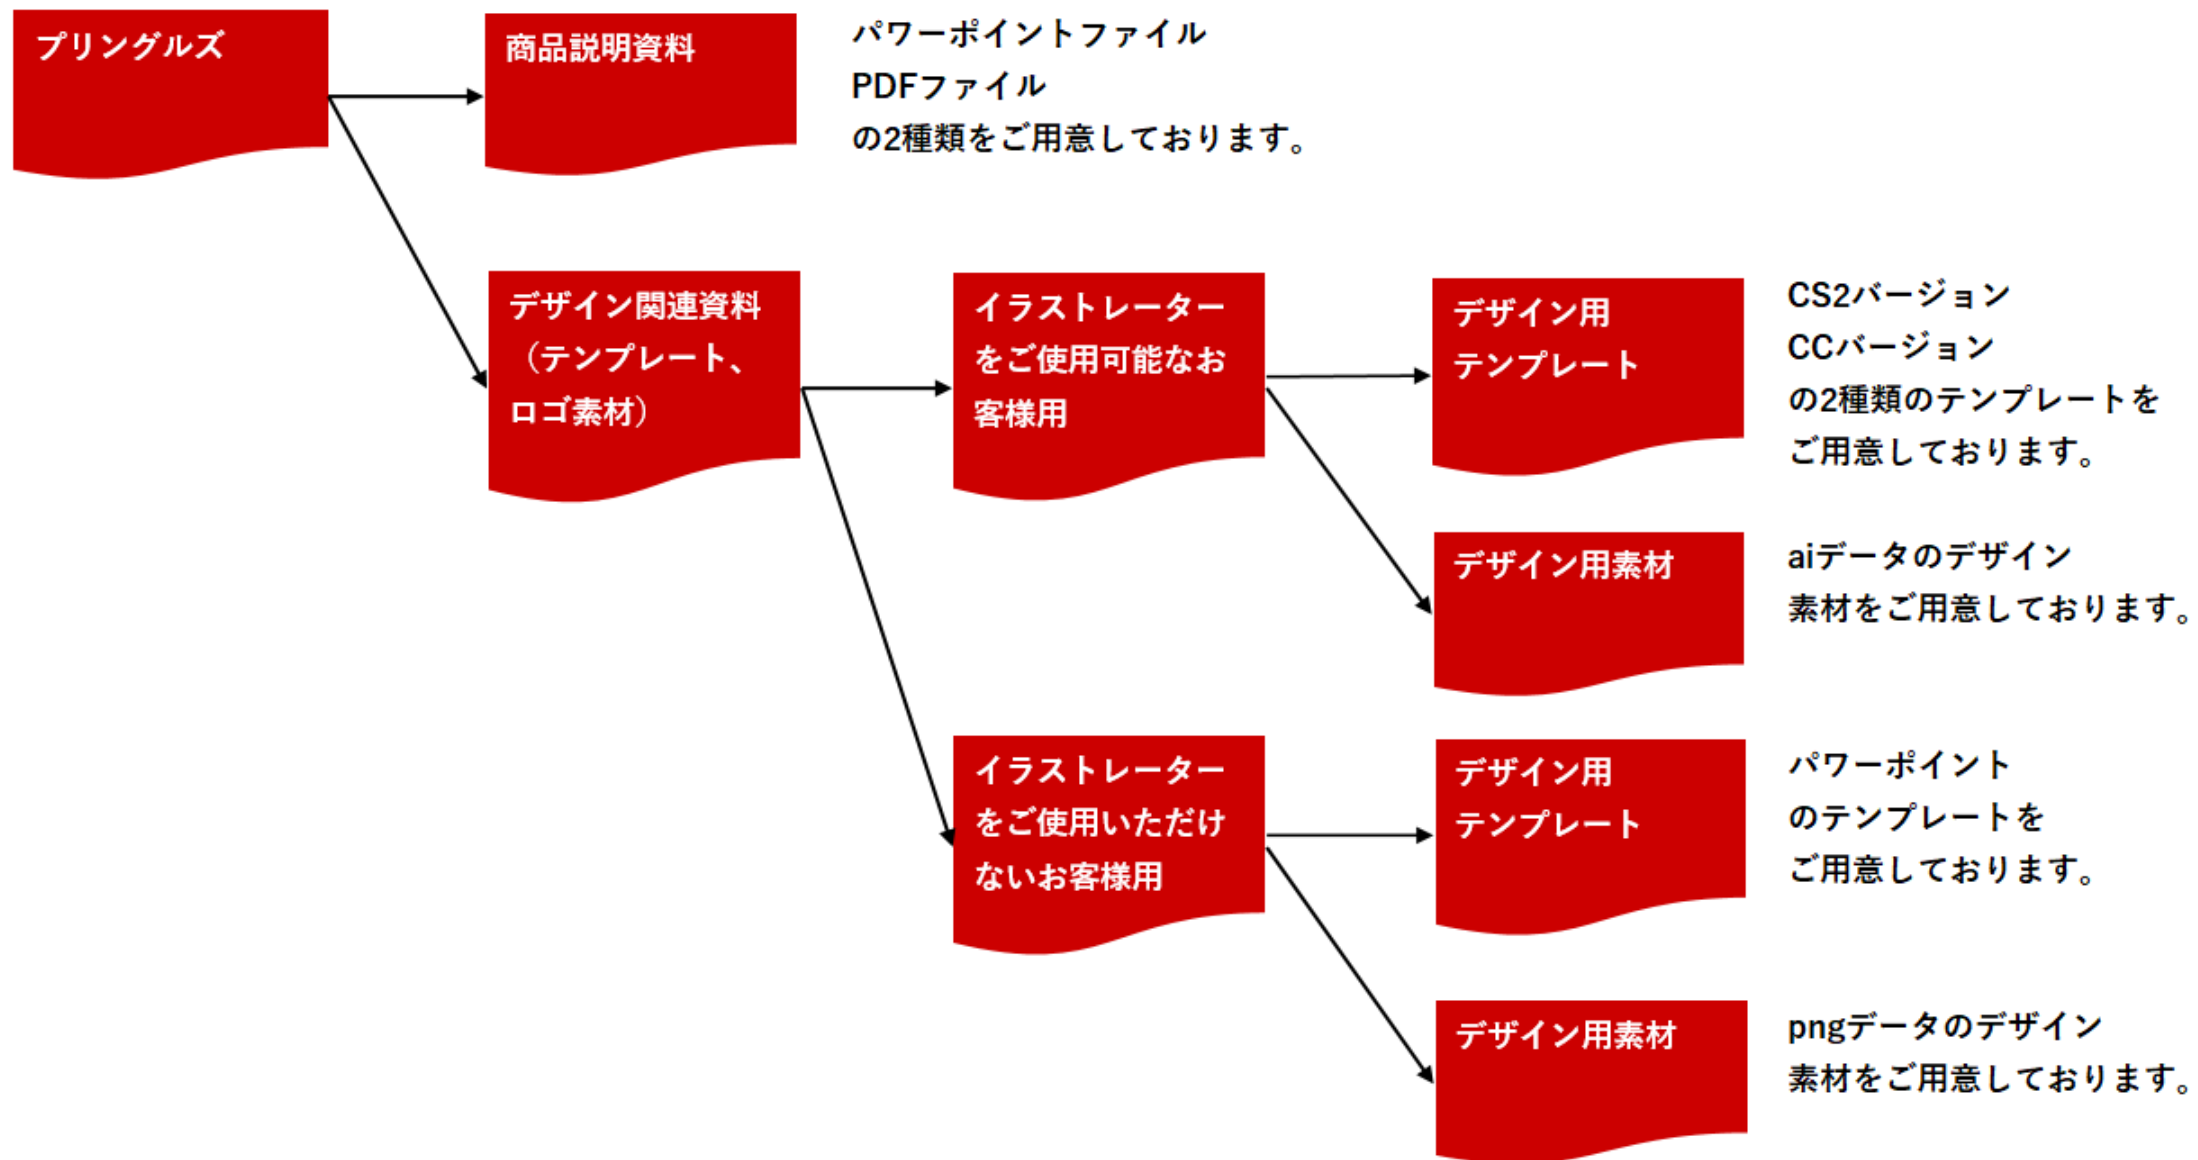 プリングルズ
商品説明資料
パワーポイントファイル
PDFファイル
の2種類をご用意しております。
デザイン関連資料
（テンプレート、
ロゴ素材）
イラストレーター
をご使用可能なお
客様用
デザイン用
テンプレート
CS2バージョン
CCバージョン
の2種類のテンプレートを
ご用意しております。
デザイン用素材
aiデータのデザイン
素材をご用意しております。
イラストレーター
をご使用いただけ
ないお客様用
デザイン用
テンプレート
パワーポイント
のテンプレートを
ご用意しております。
デザイン用素材
pngデータのデザイン
素材をご用意しております。